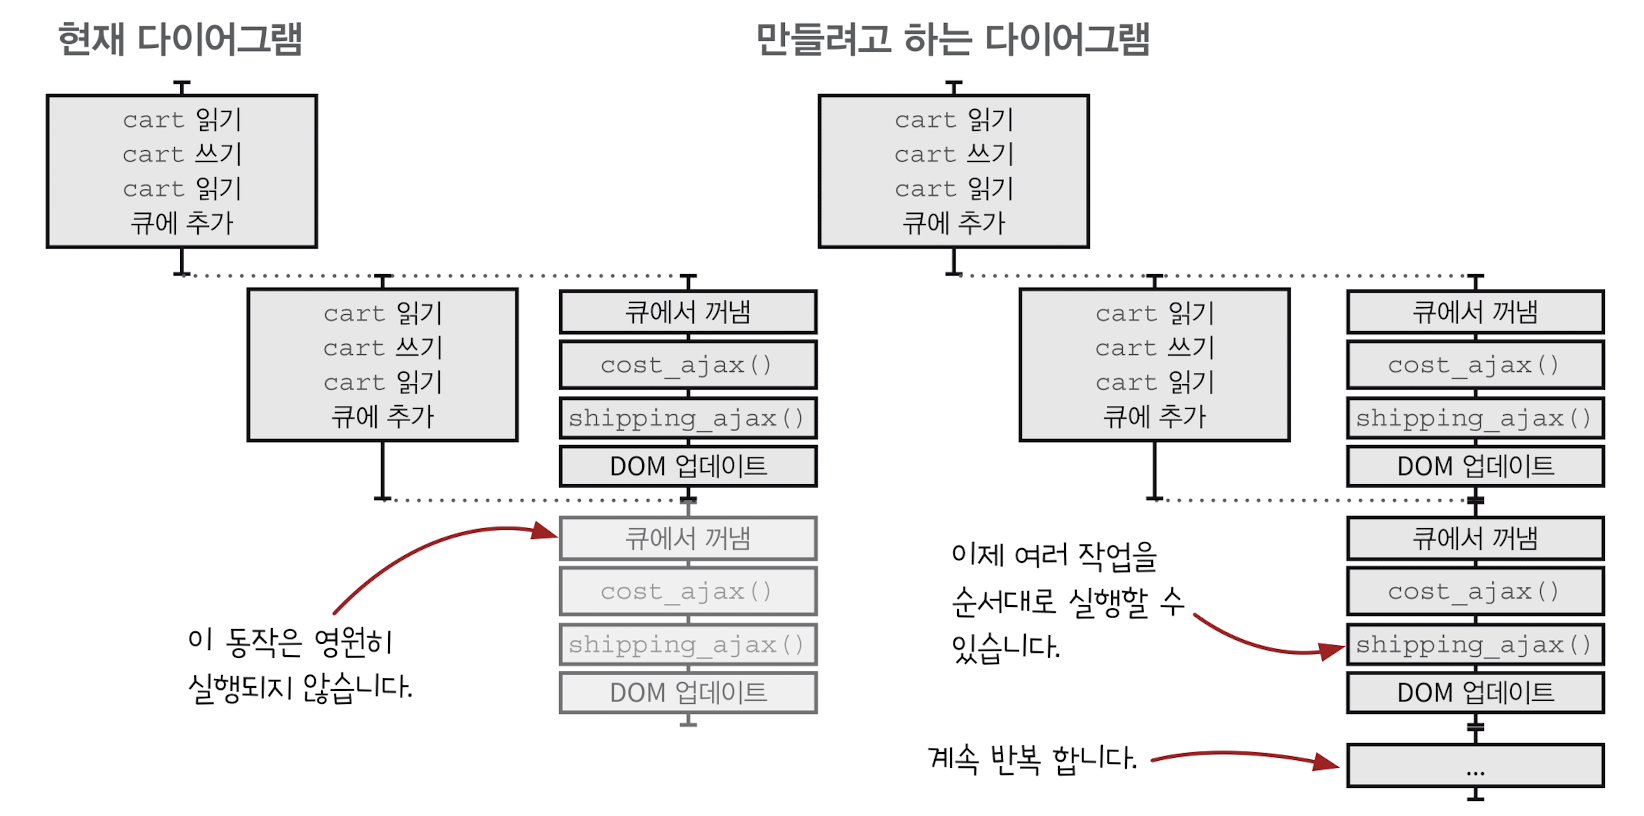 현재 다이어그램
cart 읽기
cart 쓰기
cart 읽기
큐에 추가
cart 읽기
cart 쓰기
cart 읽기
큐에 추가
큐에서 꺼냄
cost_ajax()
shipping_ajax()
DOM 업데이트
큐에서 꺼냄
cost_ajax()
shipping_ajax()
DOM 업데이트
이 동작은 영원히
실행되지 않습니다.
만들려고 하는 다이어그램
cart 읽기
cart 쓰기
cart 읽기
큐에 추가
cart 읽기
cart 쓰기
cart 읽기
큐에 추가
큐에서 꺼냄
cost_ajax()
shipping_ajax()
DOM 업데이트
큐에서 꺼냄
cost_ajax()
shipping_ajax()
DOM 업데이트
이제 여러 작업을
순서대로 실행할 수
있습니다.
계속 반복 합니다.
...